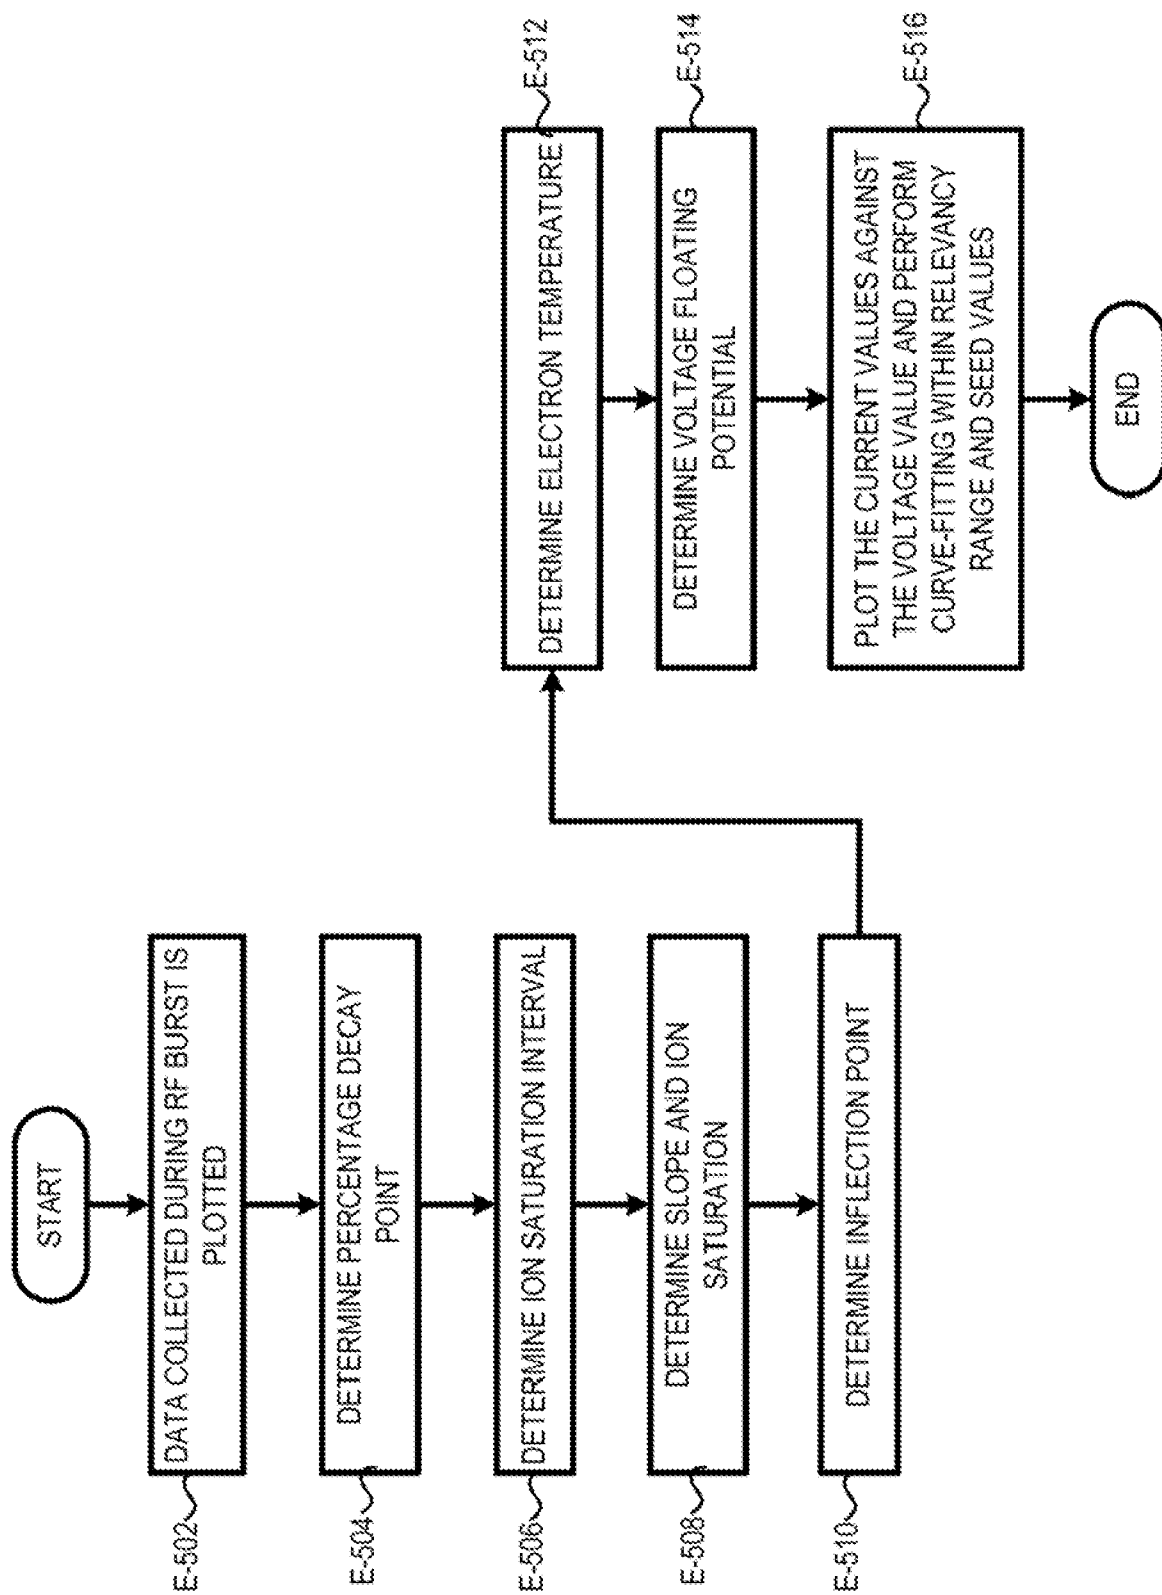 START
E-502
DATA COLLECTED DURING RF BURST IS
PLOTTED
E-504
DETERMINE PERCENTAGE DECAY
POINT
E-506
DETERMINE ION SATURATION INTERVAL
E-508
DETERMINE SLOPE AND ION
SATURATION
E-510
DETERMINE INFLECTION POINT
E-512
DETERMINE ELECTRON TEMPERATURE
E-514
DETERMINE VOLTAGE FLOATING
POTENTIAL
E-516
PLOT THE CURRENT VALUES AGAINST
THE VOLTAGE VALUE AND PERFORM
CURVE-FITTING WITHIN RELEVANCY
RANGE AND SEED VALUES
END